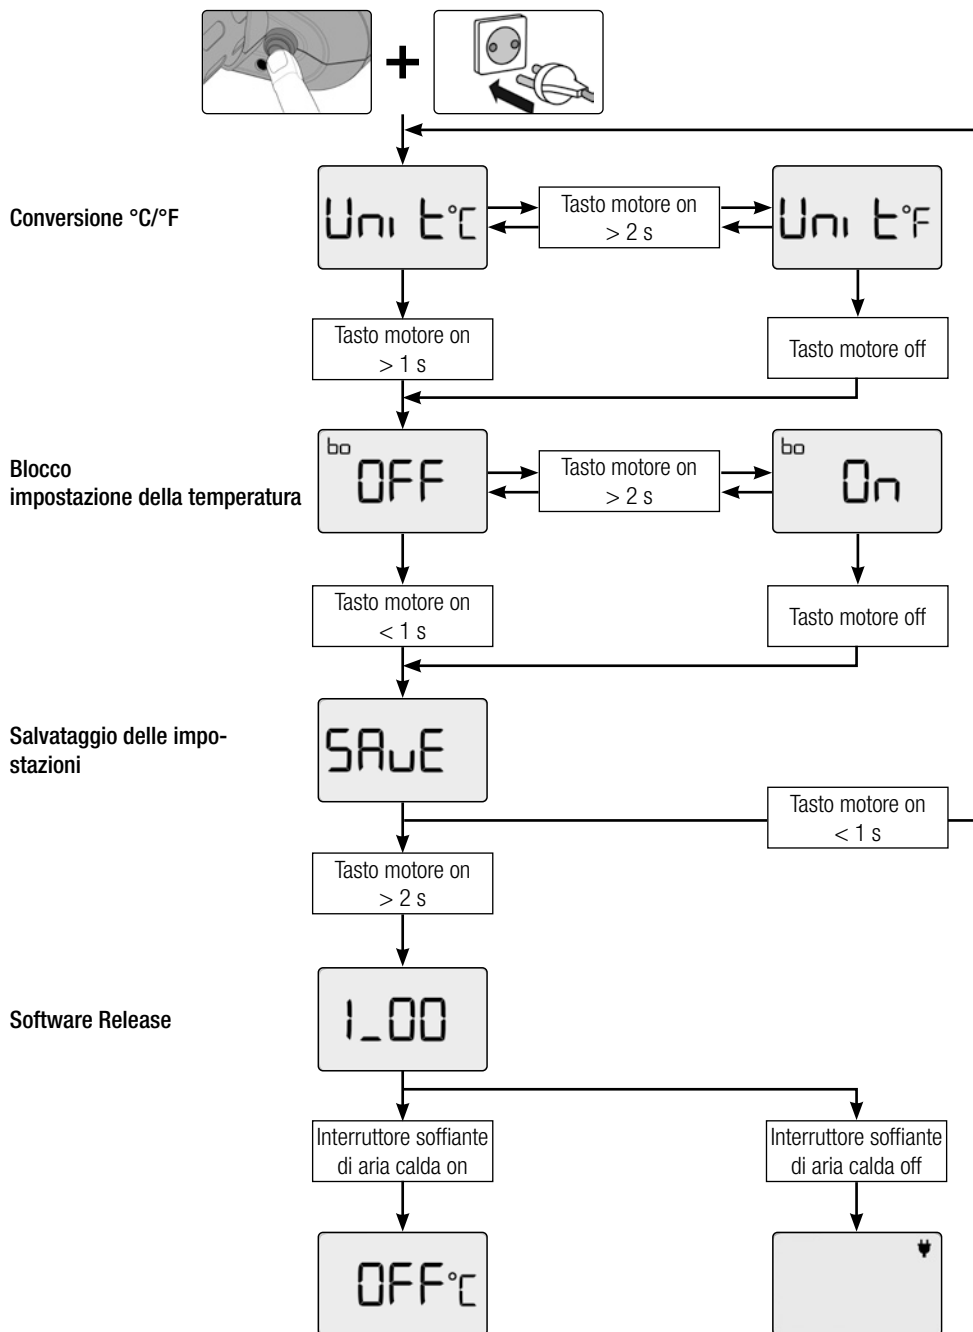 Conversione °C/°F
Unit°C
Tasto motore on
> 2 s
Unit°F
Tasto motore on
> 1 s
Tasto motore off
Blocco
impostazione della temperatura
bo
OFF
Tasto motore on
> 2 s
bo
On
Tasto motore on
< 1 s
Tasto motore off
Salvataggio delle impo-
stazioni
SAvE
Tasto motore on
< 1 s
Tasto motore on
> 2 s
Software Release
1_00
Interruttore soffiante
di aria calda on
Interruttore soffiante
di aria calda off
OFF°C